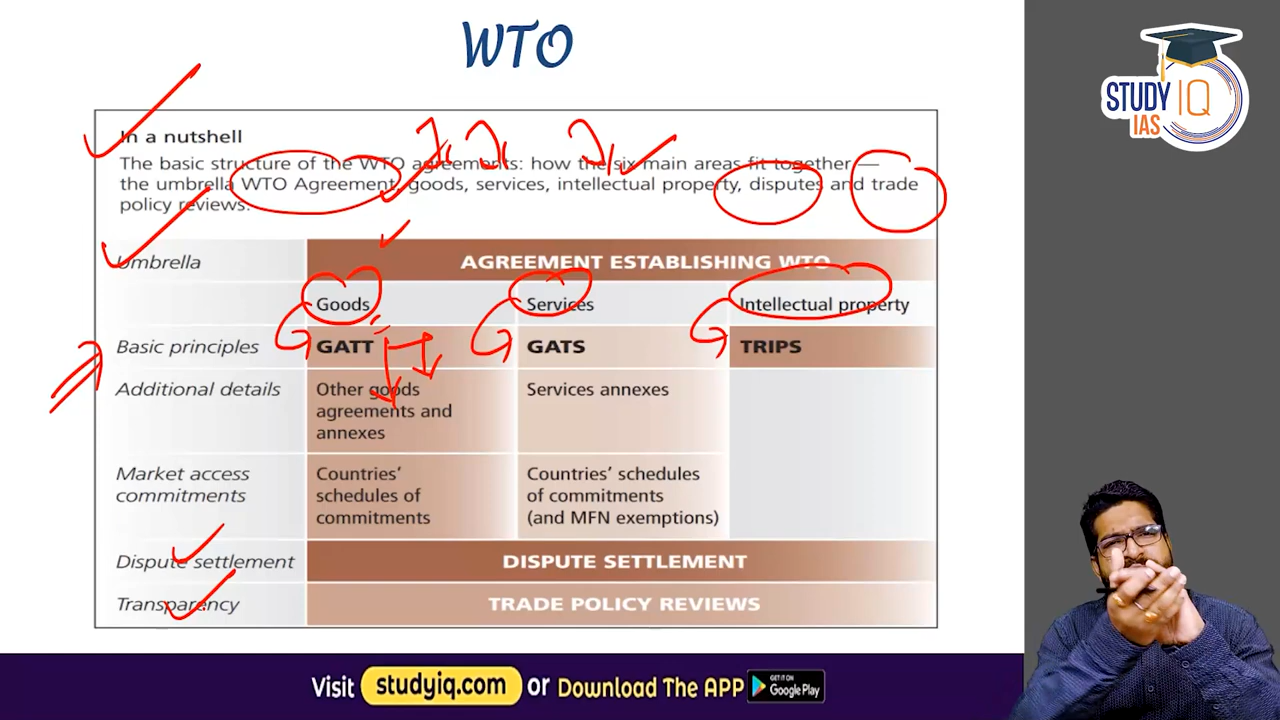 WTO
STUDY IQ
IAS
In a nutshell
The basic structure of the WTO agreements: how the six main areas fit together —
the umbrella WTO Agreement, goods, services, intellectual property, disputes and trade
policy reviews.
Umbrella AGREEMENT ESTABLISHING WTO
Goods Services Intellectual property
Basic principles GATT GATS TRIPS
Additional details Other goods Services annexes
agreements and
annexes
Market access Countries’ Countries’ schedules
commitments schedules of of commitments
commitments (and MFN exemptions)
Dispute settlement DISPUTE SETTLEMENT
Transparency TRADE POLICY REVIEWS
Visit studyiq.com or Download The APP GET IT ON Google Play